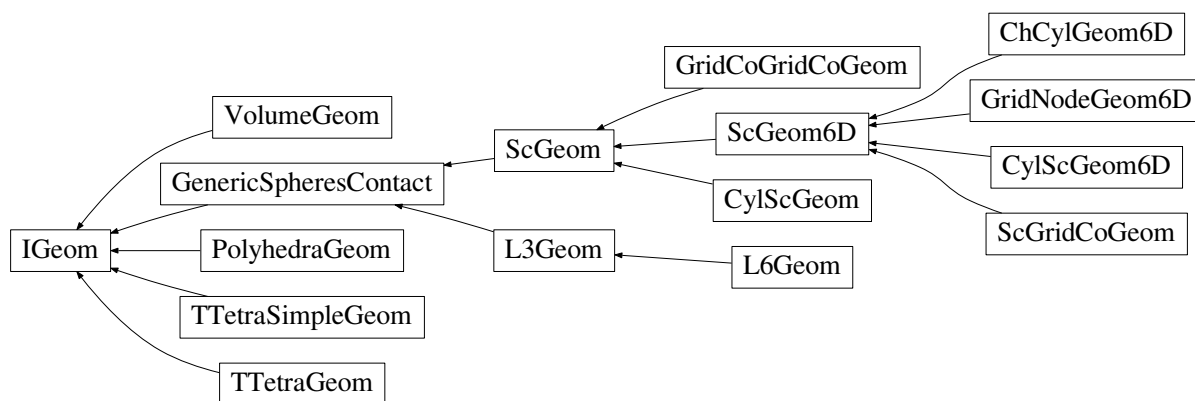 ChCylGeom6D
GridCoGridCoGeom
GridNodeGeom6D
VolumeGeom
ScGeom6D
ScGeom
CylScGeom6D
GenericSpheresContact
CylScGeom
ScGridCoGeom
IGeom
PolyhedraGeom
L3Geom
L6Geom
TTetraSimpleGeom
TTetraGeom